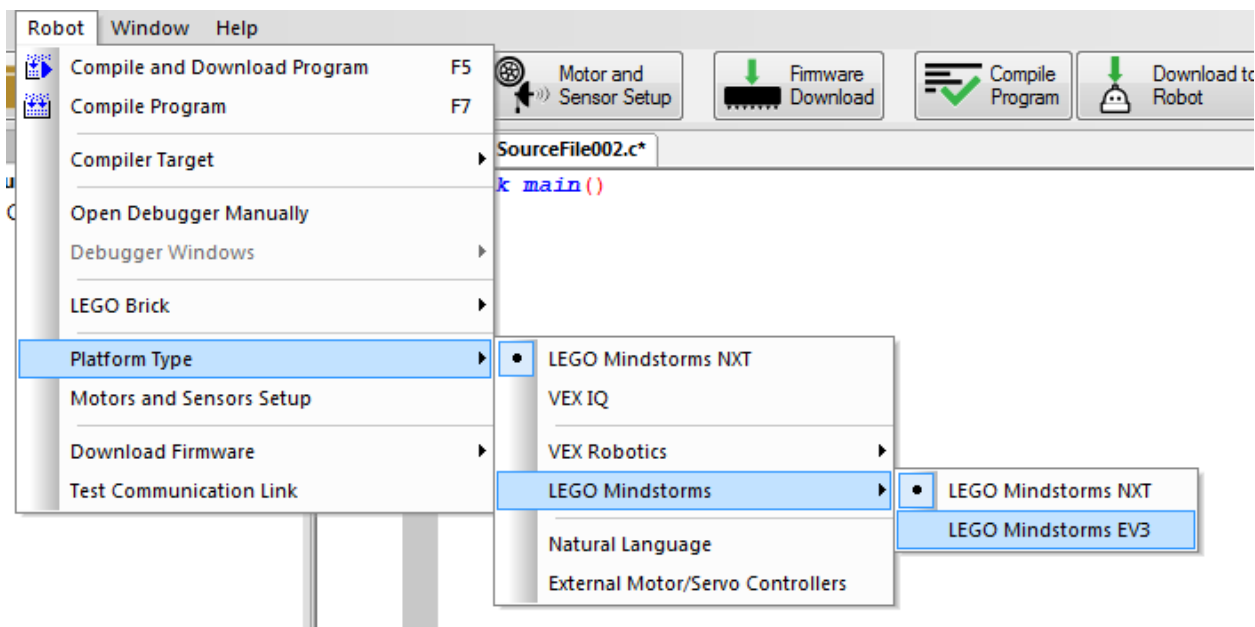 Robot Window Help
Compile and Download Program F5
Compile Program F7
Compiler Target
Open Debugger Manually
Debugger Windows
LEGO Brick
Platform Type
Motors and Sensors Setup
Download Firmware
Test Communication Link
Motor and
Sensor Setup
Firmware
Download
Compile
Program
Download to
Robot
SourceFile002.c*
k main()
LEGO Mindstorms NXT
VEX IQ
VEX Robotics
LEGO Mindstorms
Natural Language
External Motor/Servo Controllers
LEGO Mindstorms NXT
LEGO Mindstorms EV3